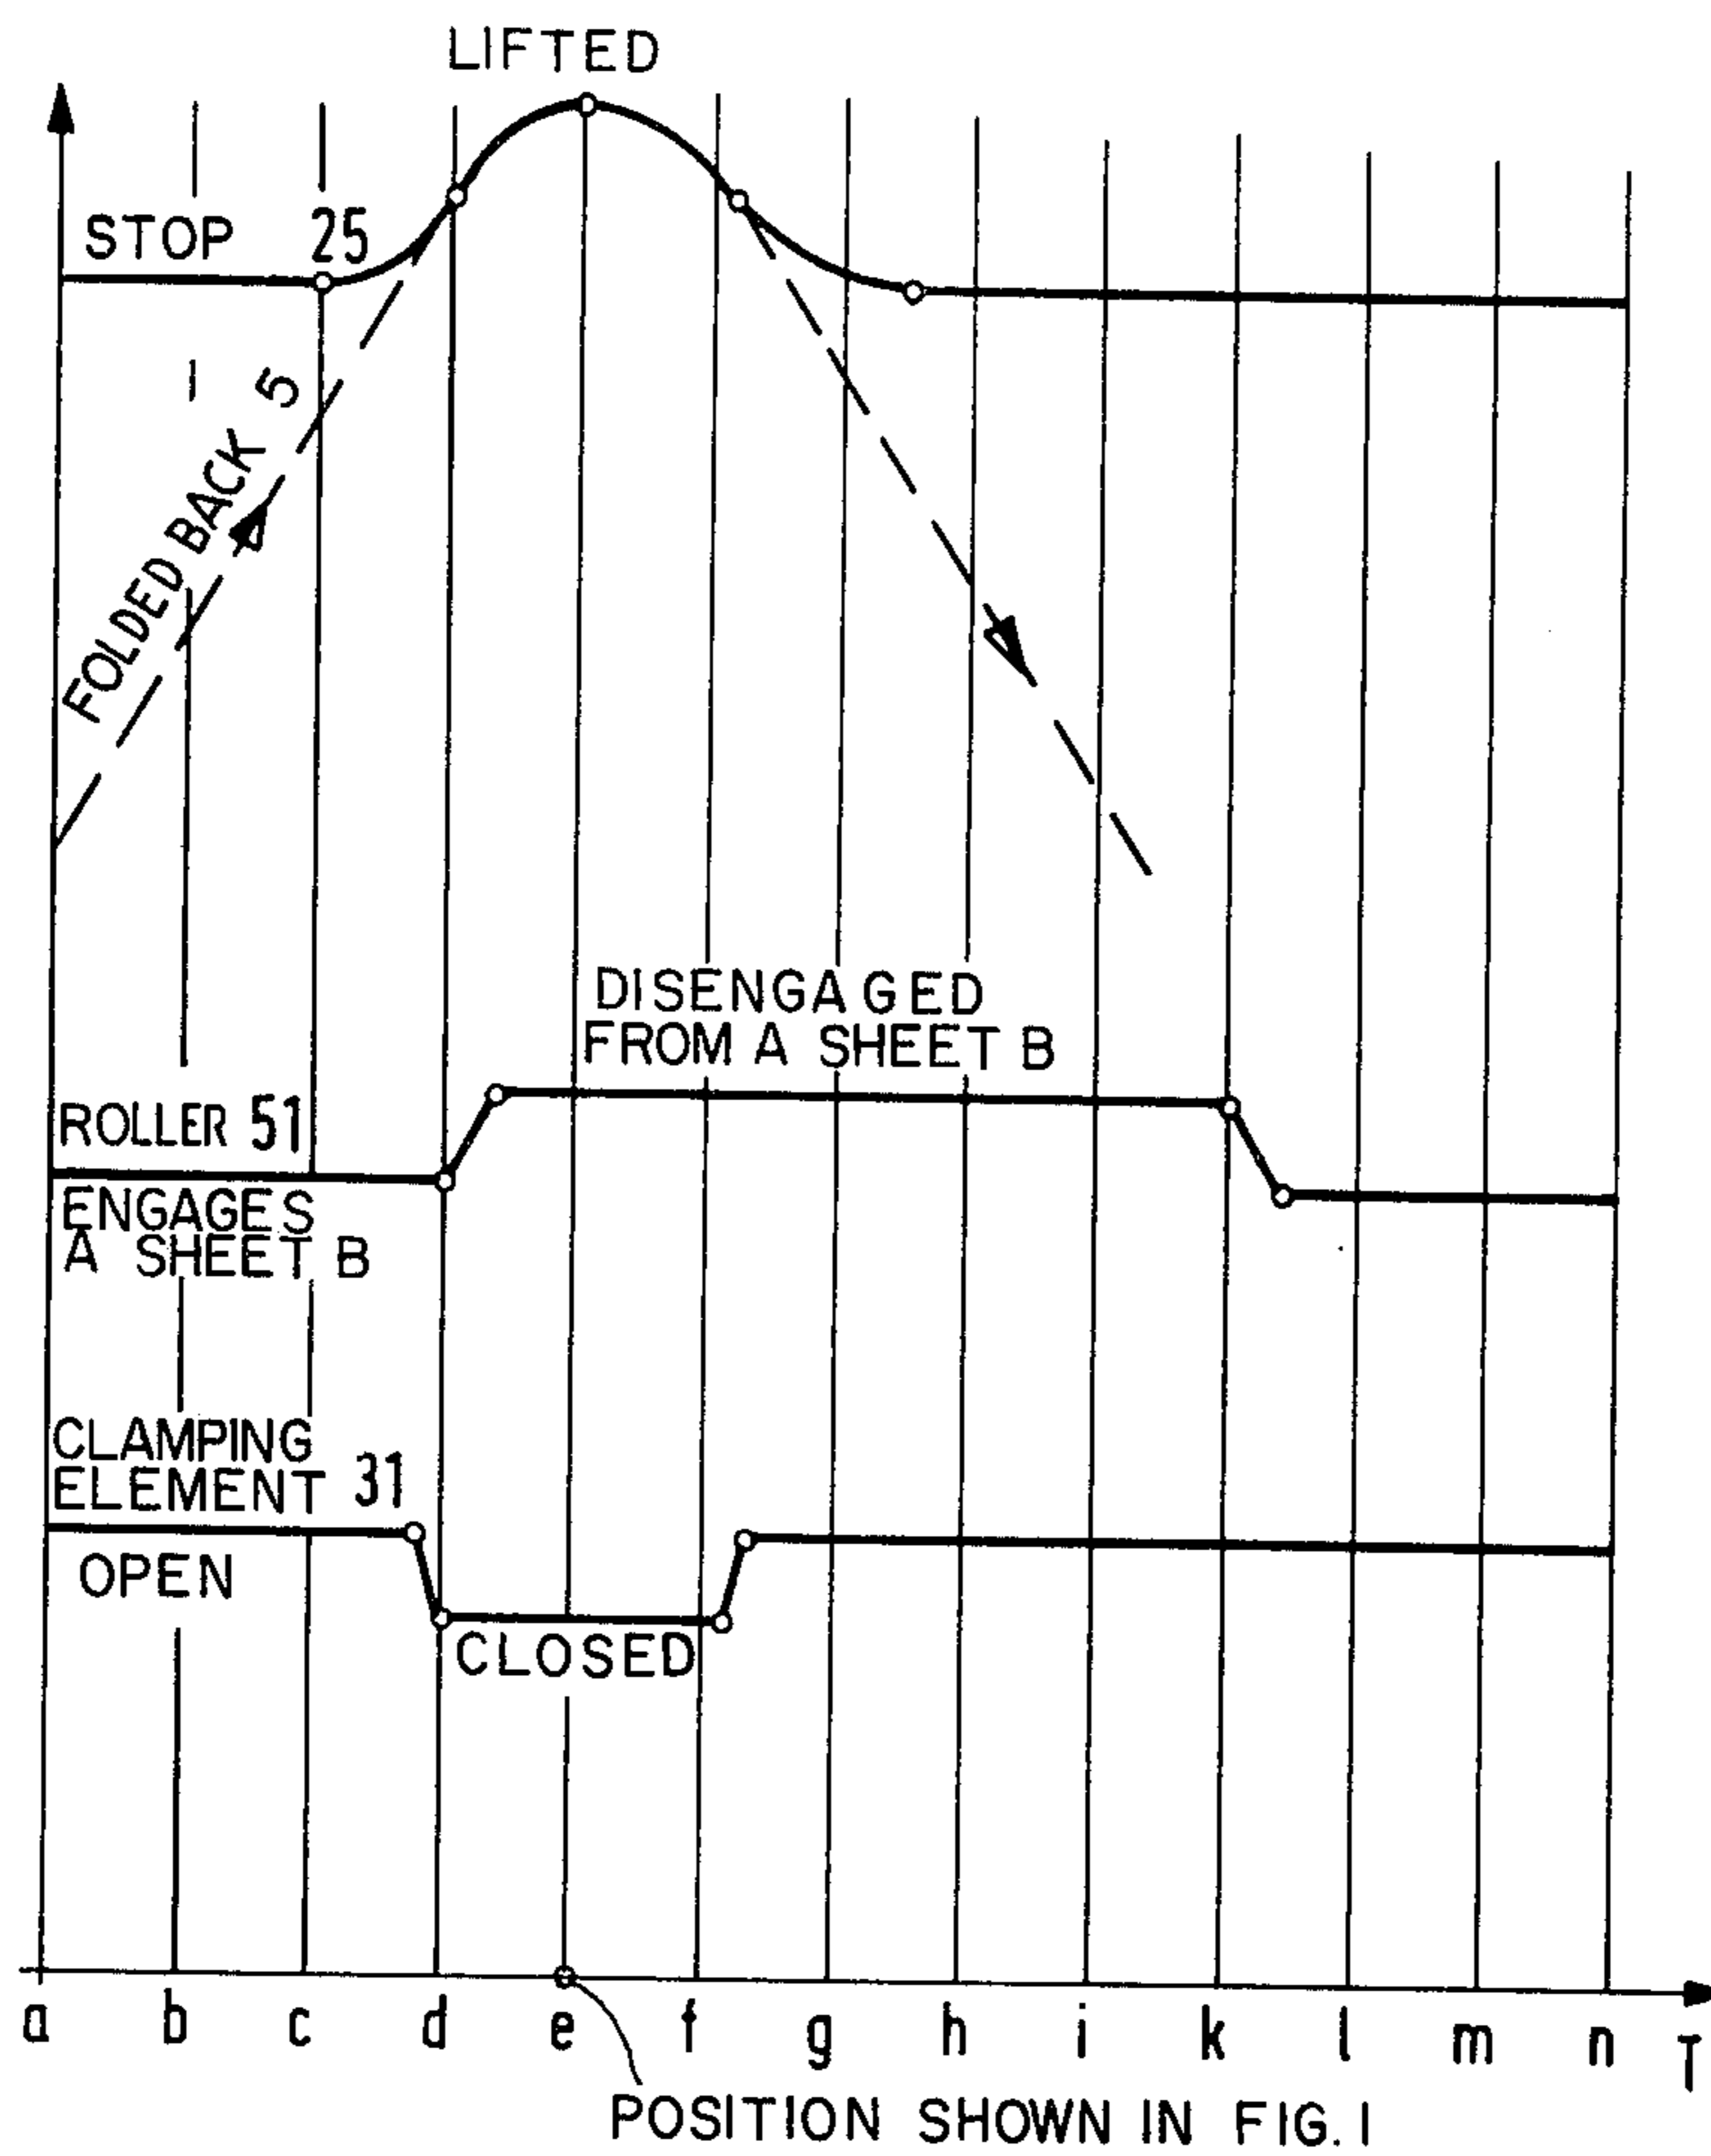 LIFTED
STOP 25
FOLDED BACK 5
DISENGAGED
FROM A SHEET B
ROLLER 51
ENGAGES
A SHEET B
CLAMPING
ELEMENT 31
OPEN
CLOSED
a b c d e f g h i k l m n T
POSITION SHOWN IN FIG. 1